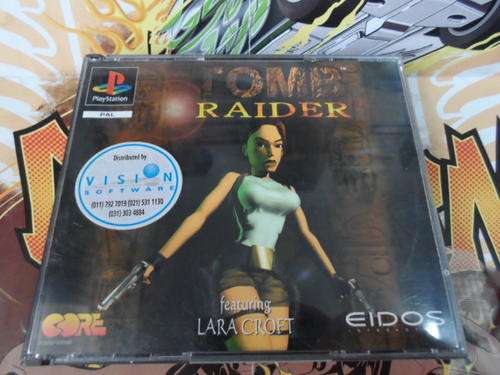 TOMB
RAIDER
PlayStation
PAL
Distributed by
VISION
SOFTWARE
(011) 792 7019 (021) 531 1130
(031) 303 4884
featuring
LARA CROFT
CORE
EIDOS